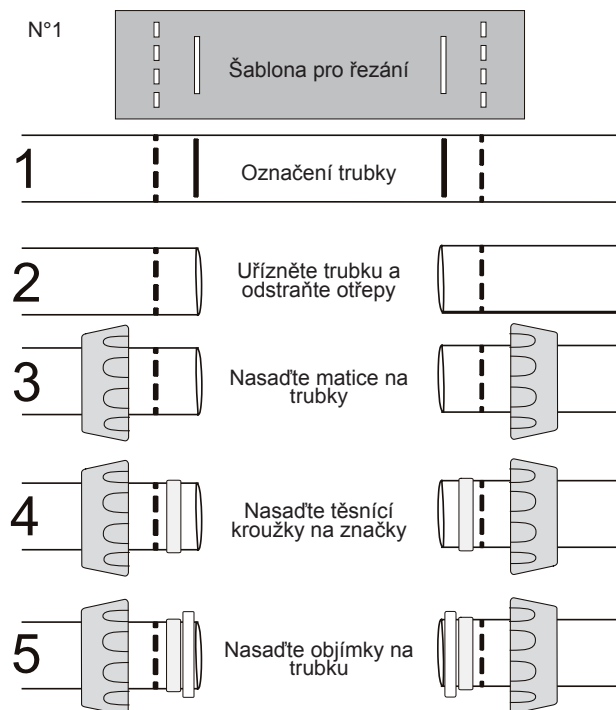 N°1
Šablona pro řezání
1
Označení trubky
2
Uřízněte trubku a
odstraňte otřepy
3
Nasaďte matice na
trubky
4
Nasaďte těsnící
kroužky na značky
5
Nasaďte objímky na
trubku